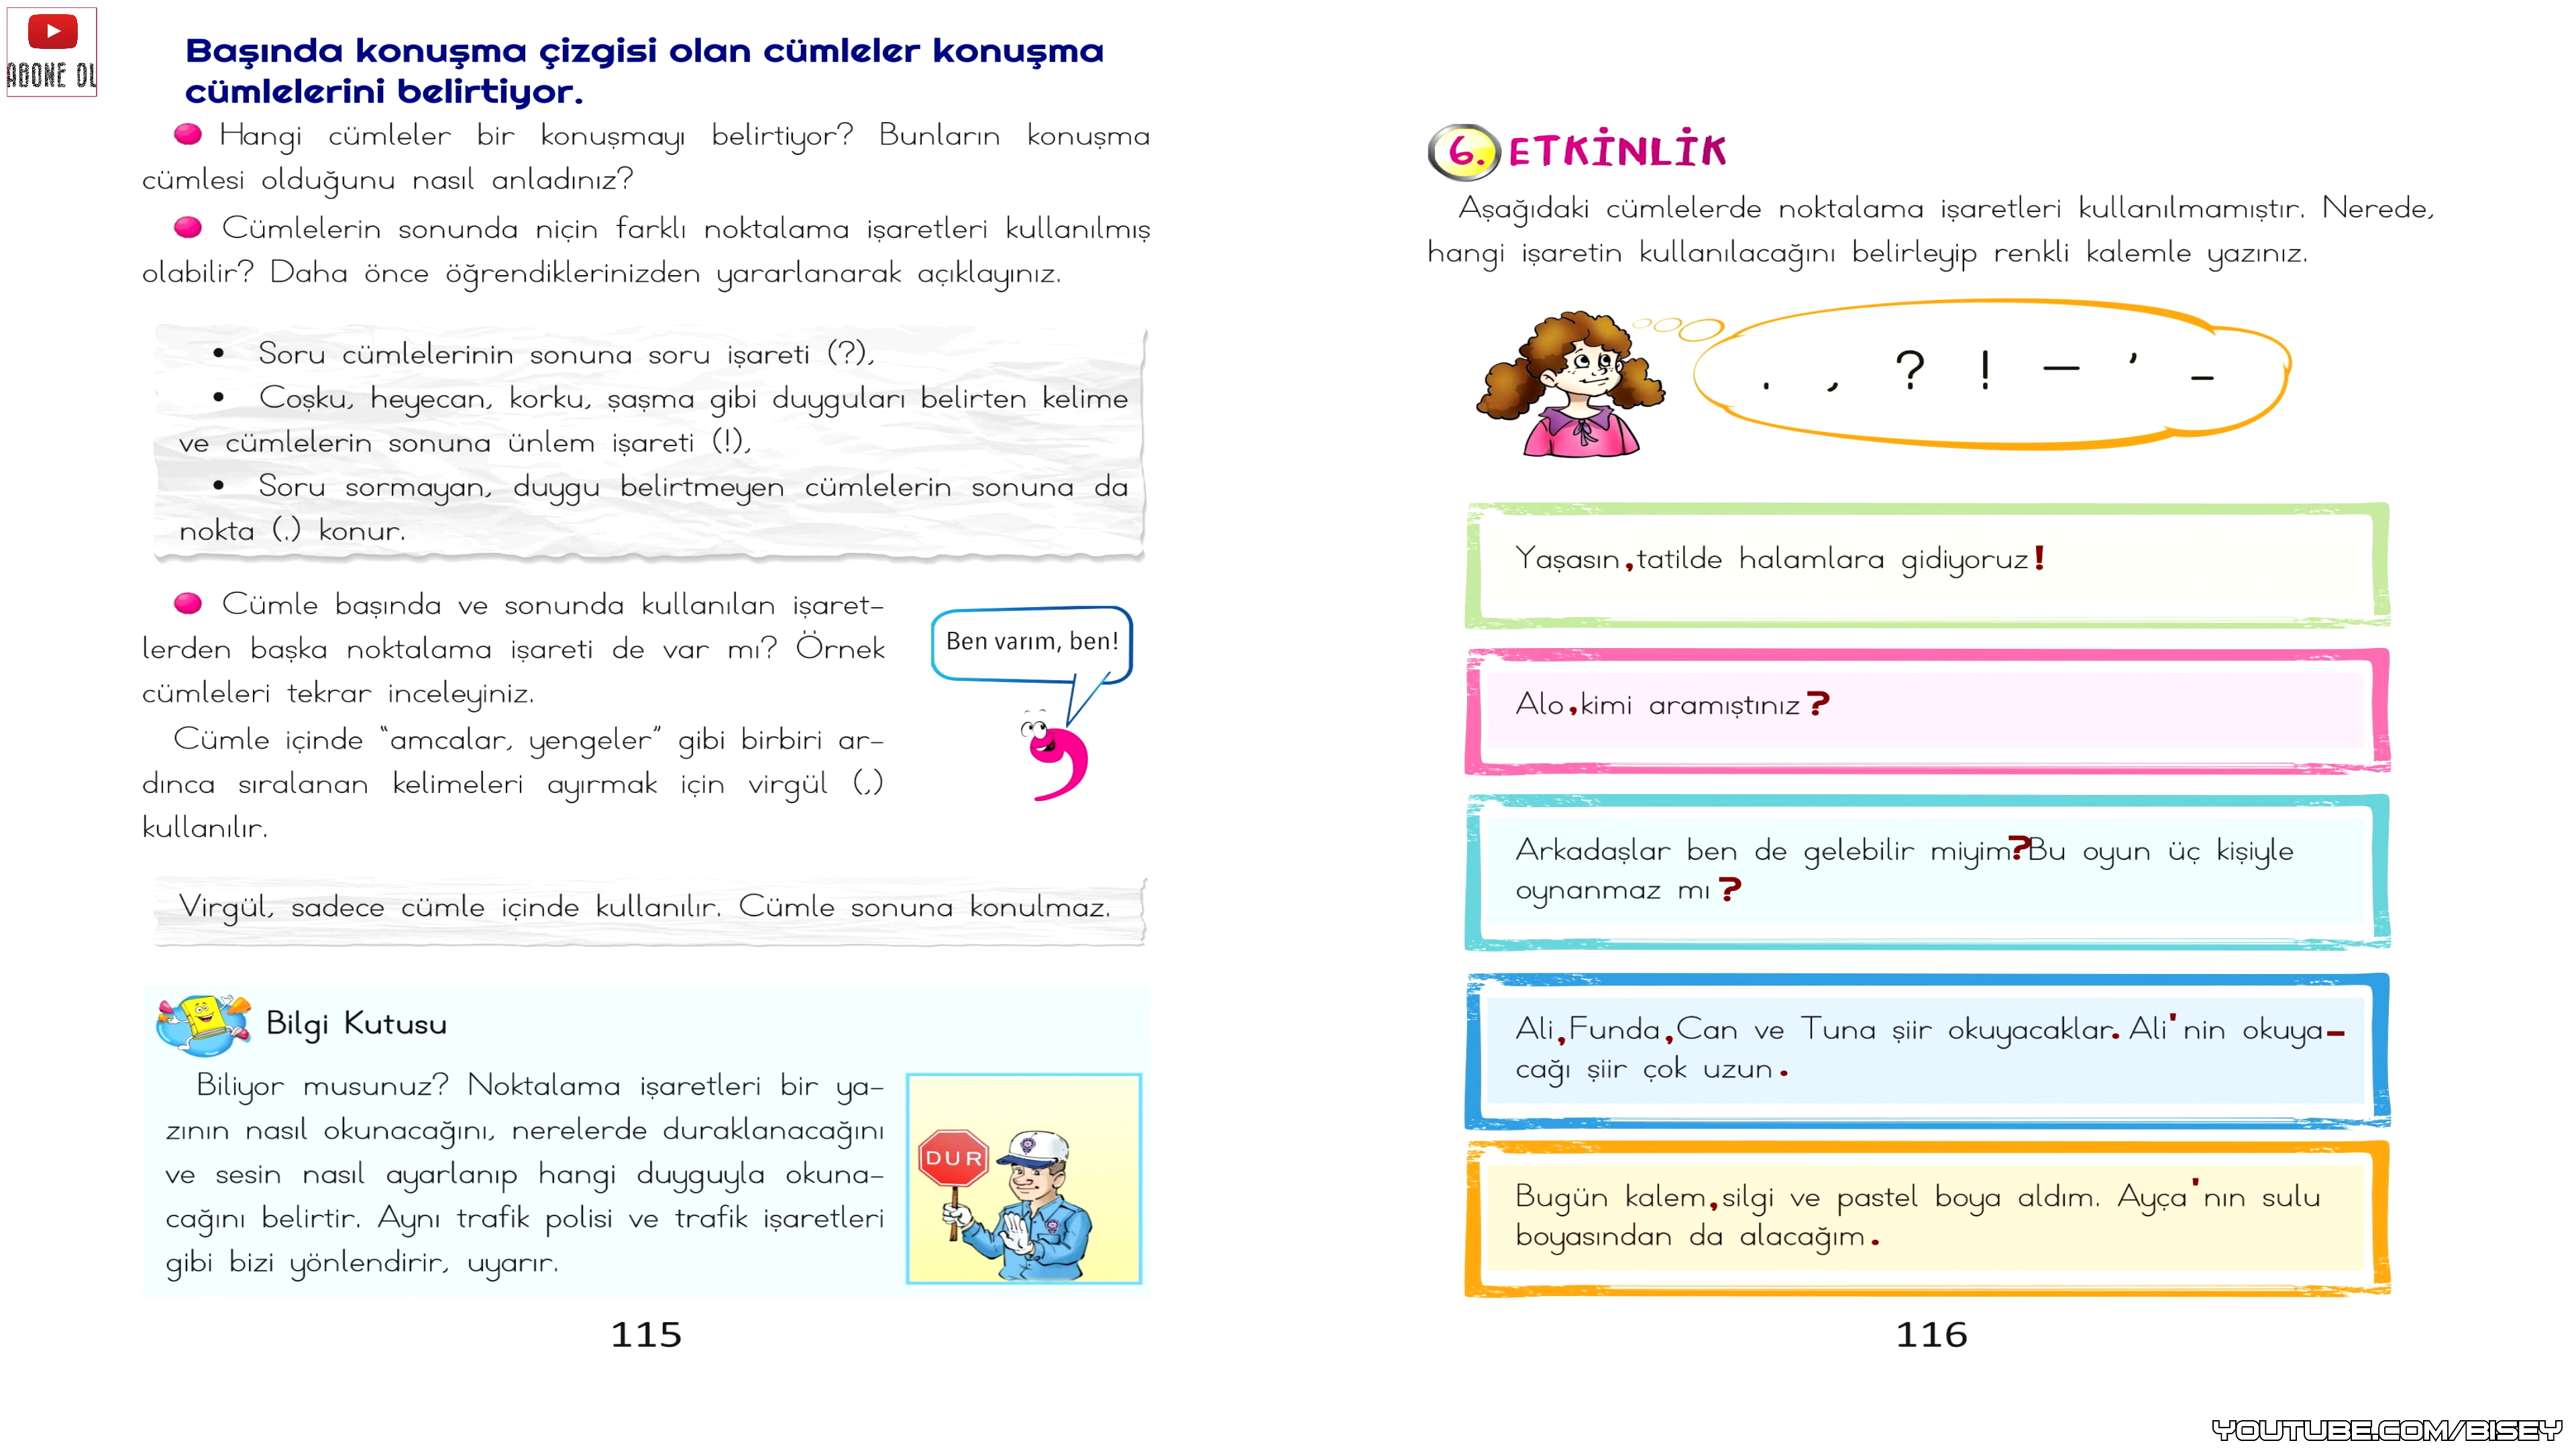 ABONE OL
Başında konuşma çizgisi olan cümleler konuşma
cümlelerini belirtiyor.
Hangi cümleler bir konuşmayı belirtiyor? Bunların konuşma
cümlesi olduğunu nasıl anladınız?
Cümlelerin sonunda niçin farklı noktalama işaretleri kullanılmış
olabilir? Daha önce öğrendiklerinizden yararlanarak açıklayınız.
• Soru cümlelerinin sonuna soru işareti (?),
• Coşku, heyecan, korku, şaşma gibi duyguları belirten kelime
ve cümlelerin sonuna ünlem işareti (!),
• Soru sormayan, duygu belirtmeyen cümlelerin sonuna da
nokta (.) konur.
Cümle başında ve sonunda kullanılan işaret-
lerden başka noktalama işareti de var mı? Örnek
cümleleri tekrar inceleyiniz.
Cümle içinde “amcalar, yengeler” gibi birbiri ar-
dınca sıralanan kelimeleri ayırmak için virgül (,)
kullanılır.
Ben varım, ben!
Virgül, sadece cümle içinde kullanılır. Cümle sonuna konulmaz.
Bilgi Kutusu
Biliyor musunuz? Noktalama işaretleri bir ya-
zının nasıl okunacağını, nerelerde duraklanacağını
ve sesin nasıl ayarlanıp hangi duyguyla okuna-
cağını belirtir. Aynı trafik polisi ve trafik işaretleri
gibi bizi yönlendirir, uyarır.
DUR
115
6. ETKİNLİK
Aşağıdaki cümlelerde noktalama işaretleri kullanılmamıştır. Nerede,
hangi işaretin kullanılacağını belirleyip renkli kalemle yazınız.
. , ? ! — ’ -
Yaşasın,tatilde halamlara gidiyoruz!
Alo,kimi aramıştınız?
Arkadaşlar ben de gelebilir miyim?Bu oyun üç kişiyle
oynanmaz mı?
Ali,Funda,Can ve Tuna şiir okuyacaklar. Ali'nin okuya-
cağı şiir çok uzun.
Bugün kalem,silgi ve pastel boya aldım. Ayça'nın sulu
boyasından da alacağım.
116
YOUTUBE.COM/BISEY